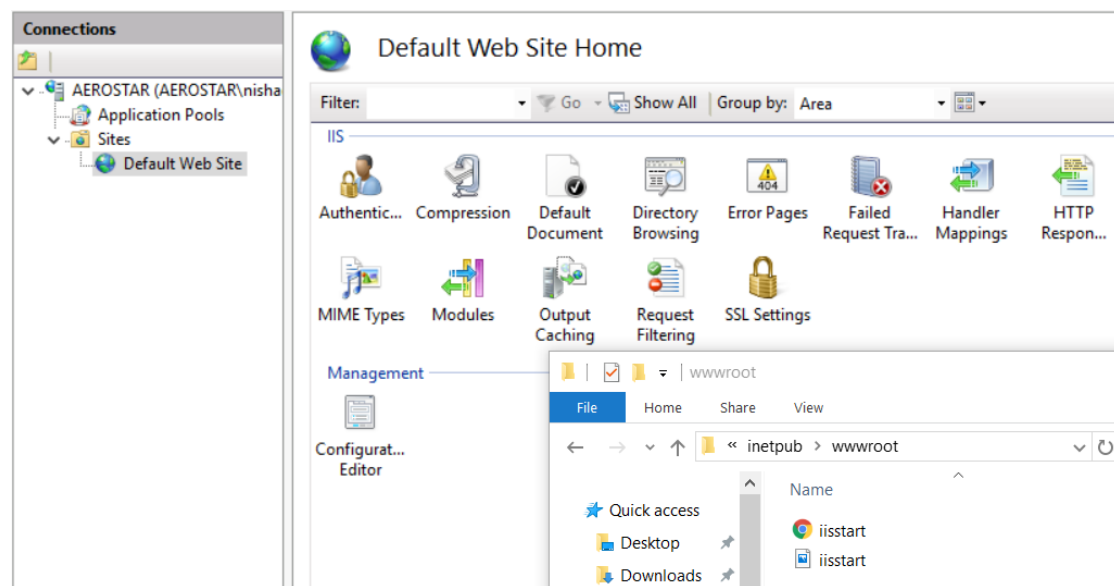 Connections
AEROSTAR (AEROSTAR\nisha
Application Pools
Sites
Default Web Site
Default Web Site Home
Filter: Go Show All Group by: Area
IIS
Authentic... Compression Default Document Directory Browsing Error Pages Failed Request Tra... Handler Mappings HTTP Respon...
404
MIME Types Modules Output Caching Request Filtering SSL Settings
Management
Configurat... Editor
wwwroot
File Home Share View
« inetpub > wwwroot
Name
Quick access
iisstart
Desktop
iisstart
Downloads